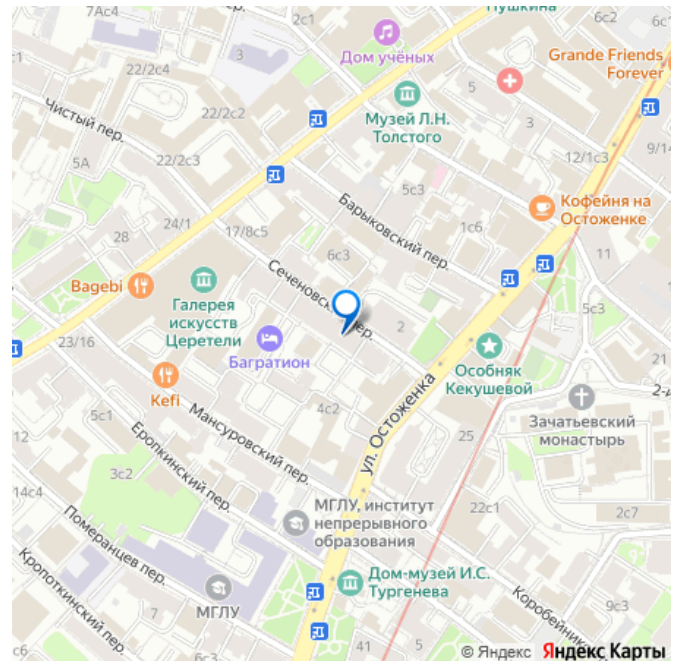 7Ас4
2с1
Пушкина
6с2
6с
22/2с4
3
Дом учёных
Grande Friends
Forever
Чистый пер.
22/2с2
Музей Л.Н.
Толстого
5
3
9/14
5А
22/2с3
12/1с3
5с3
Кофейня на
Остоженке
28
24/1
17/8с5
Барыковский пер.
1с6
6с3
11
Bagebi
Сеченовский пер.
Галерея
искусств
Церетели
2
5с3
23/16
Багратион
Особняк
Кекушевой
21
Kefi
2-й
5с1
4с2
ул. Остоженка
Зачатьевский
монастырь
Мансуровский пер.
25
Еропкинский пер.
3с2
14с4
22с1
2с7
МГЛУ, институт
непрерывного
образования
Померанцев пер.
Дом-музей И.С.
Тургенева
Кропоткинский пер.
МГЛУ
7
Коробейников
9с3
41
5
© Яндекс Яндекс Карты